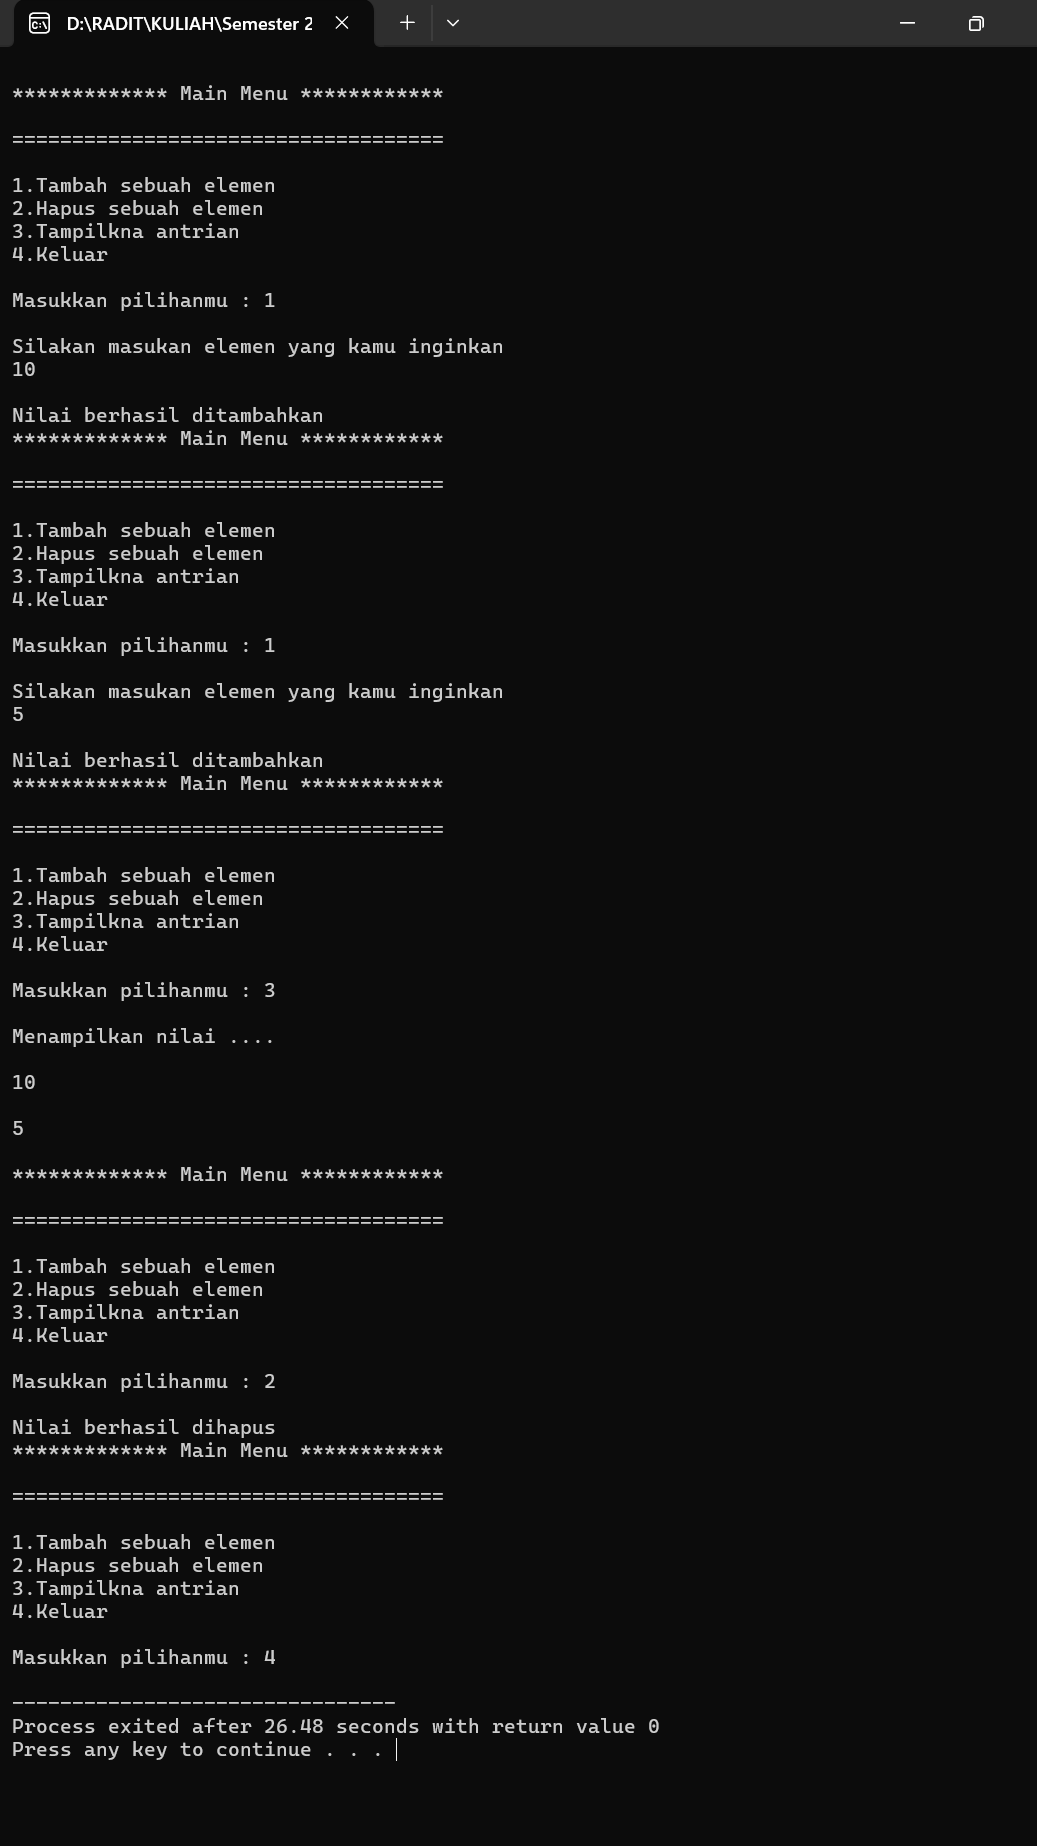 D:\RADIT\KULIAH\Semester 2
************* Main Menu ************
====================================
1.Tambah sebuah elemen
2.Hapus sebuah elemen
3.Tampilkna antrian
4.Keluar
Masukkan pilihanmu : 1
Silakan masukan elemen yang kamu inginkan
10
Nilai berhasil ditambahkan
************* Main Menu ************
====================================
1.Tambah sebuah elemen
2.Hapus sebuah elemen
3.Tampilkna antrian
4.Keluar
Masukkan pilihanmu : 1
Silakan masukan elemen yang kamu inginkan
5
Nilai berhasil ditambahkan
************* Main Menu ************
====================================
1.Tambah sebuah elemen
2.Hapus sebuah elemen
3.Tampilkna antrian
4.Keluar
Masukkan pilihanmu : 3
Menampilkan nilai ....
10
5
************* Main Menu ************
====================================
1.Tambah sebuah elemen
2.Hapus sebuah elemen
3.Tampilkna antrian
4.Keluar
Masukkan pilihanmu : 2
Nilai berhasil dihapus
************* Main Menu ************
====================================
1.Tambah sebuah elemen
2.Hapus sebuah elemen
3.Tampilkna antrian
4.Keluar
Masukkan pilihanmu : 4
--------------------------------
Process exited after 26.48 seconds with return value 0
Press any key to continue . . .